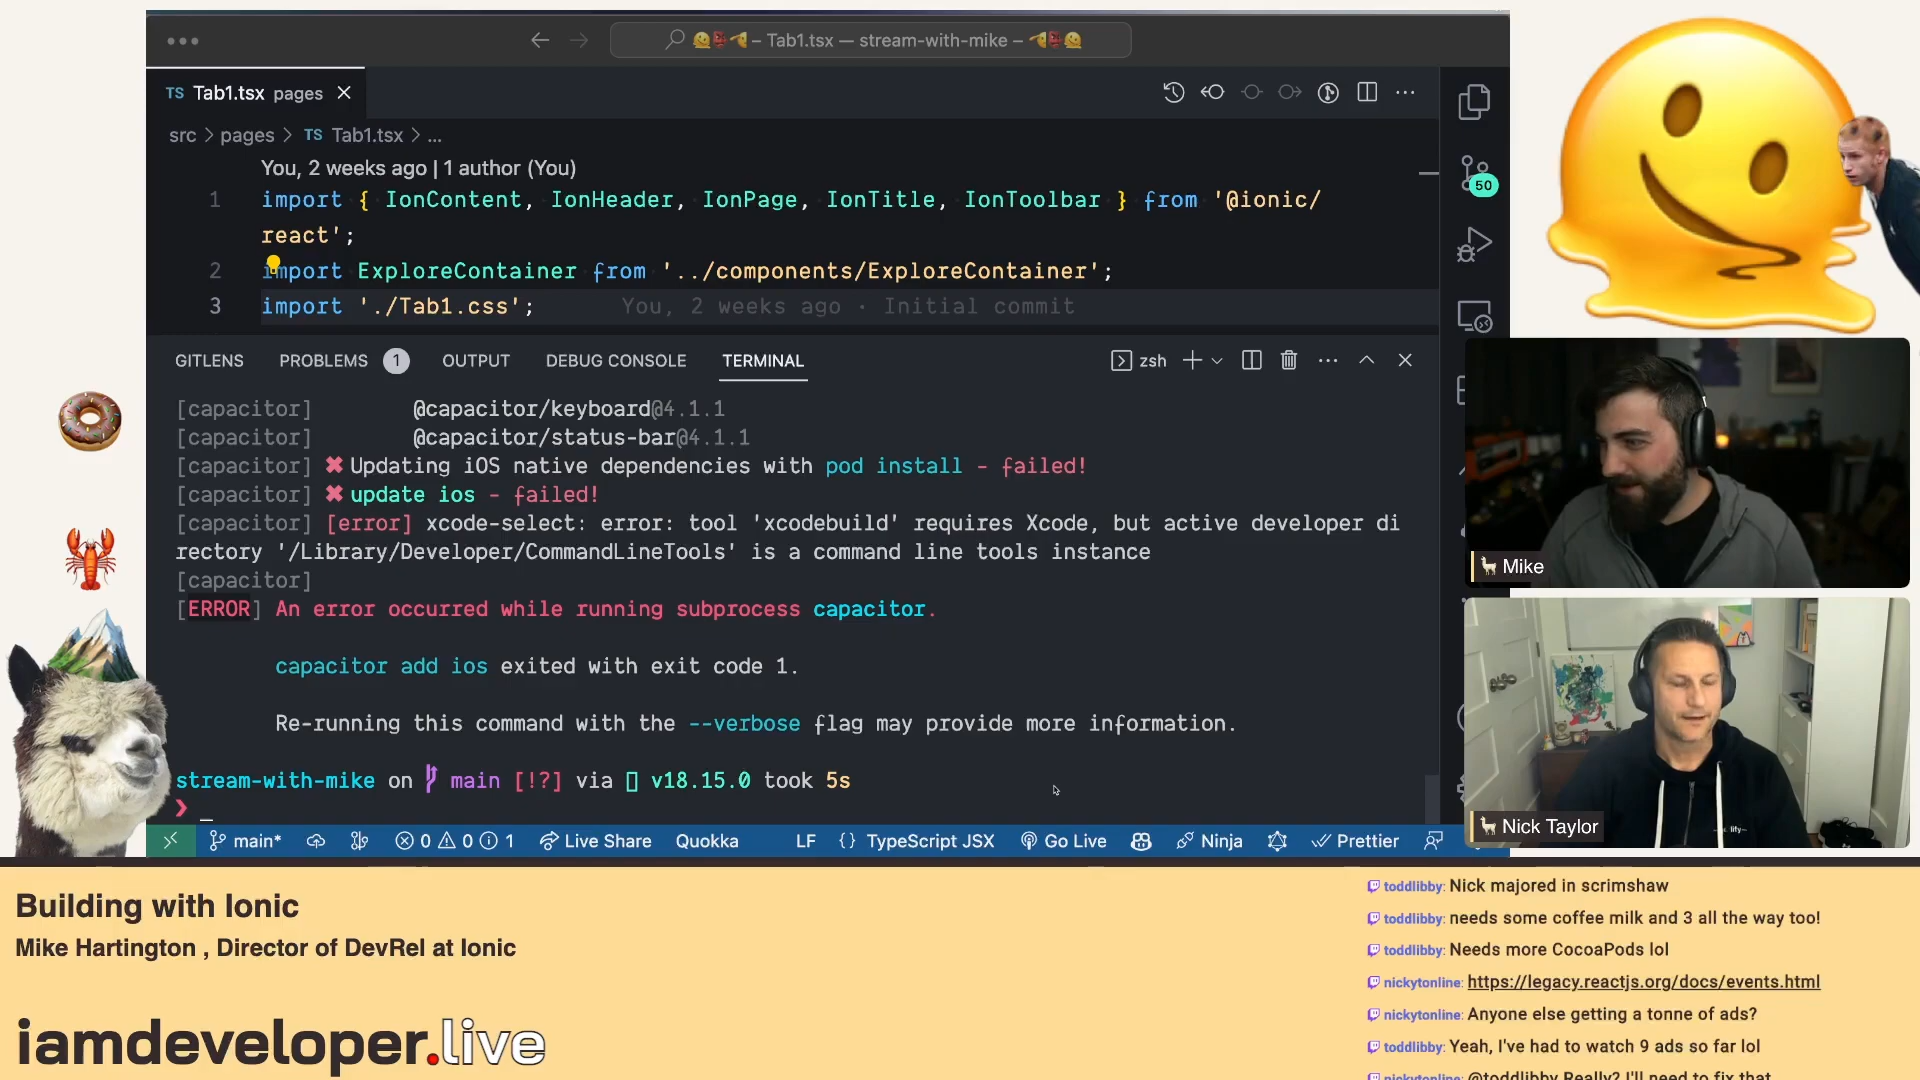 – Tab1.tsx — stream-with-mike –
TS Tab1.tsx pages
src > pages > TS Tab1.tsx > ...
You, 2 weeks ago | 1 author (You)
1 import { IonContent, IonHeader, IonPage, IonTitle, IonToolbar } from '@ionic/
react';
2 import ExploreContainer from '../components/ExploreContainer';
3 import './Tab1.css'; You, 2 weeks ago · Initial commit
50
GITLENS PROBLEMS 1 OUTPUT DEBUG CONSOLE TERMINAL zsh
[capacitor] @capacitor/keyboard@4.1.1
[capacitor] @capacitor/status-bar@4.1.1
[capacitor] ✖ Updating iOS native dependencies with pod install - failed!
[capacitor] ✖ update ios - failed!
[capacitor] [error] xcode-select: error: tool 'xcodebuild' requires Xcode, but active developer di
rectory '/Library/Developer/CommandLineTools' is a command line tools instance
[capacitor]
[ERROR] An error occurred while running subprocess capacitor.
capacitor add ios exited with exit code 1.
Re-running this command with the --verbose flag may provide more information.
stream-with-mike on main [!?] via v18.15.0 took 5s
❯ _
main* 0 0 1 Live Share Quokka LF {} TypeScript JSX Go Live Ninja Prettier
Mike
Nick Taylor
Building with Ionic
Mike Hartington , Director of DevRel at Ionic
iamdeveloper.live
toddlibby: Nick majored in scrimshaw
toddlibby: needs some coffee milk and 3 all the way too!
toddlibby: Needs more CocoaPods lol
nickytonline: https://legacy.reactjs.org/docs/events.html
nickytonline: Anyone else getting a tonne of ads?
toddlibby: Yeah, I've had to watch 9 ads so far lol
nickytonline: @toddlibby Really? I'll need to fix that